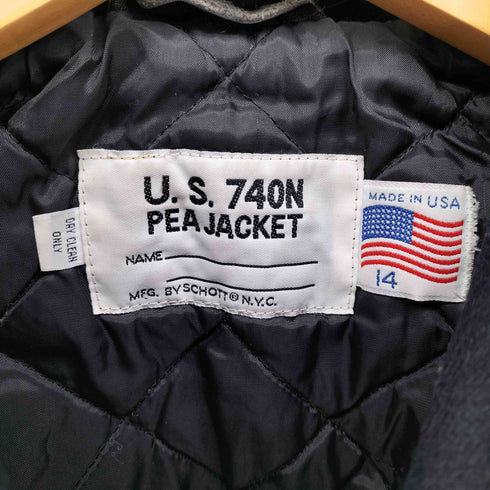 U. S. 740N
PEA JACKET
NAME
MFG. BY SCHOTT® N.Y.C.
DRY CLEAN
ONLY
MADE IN USA
14